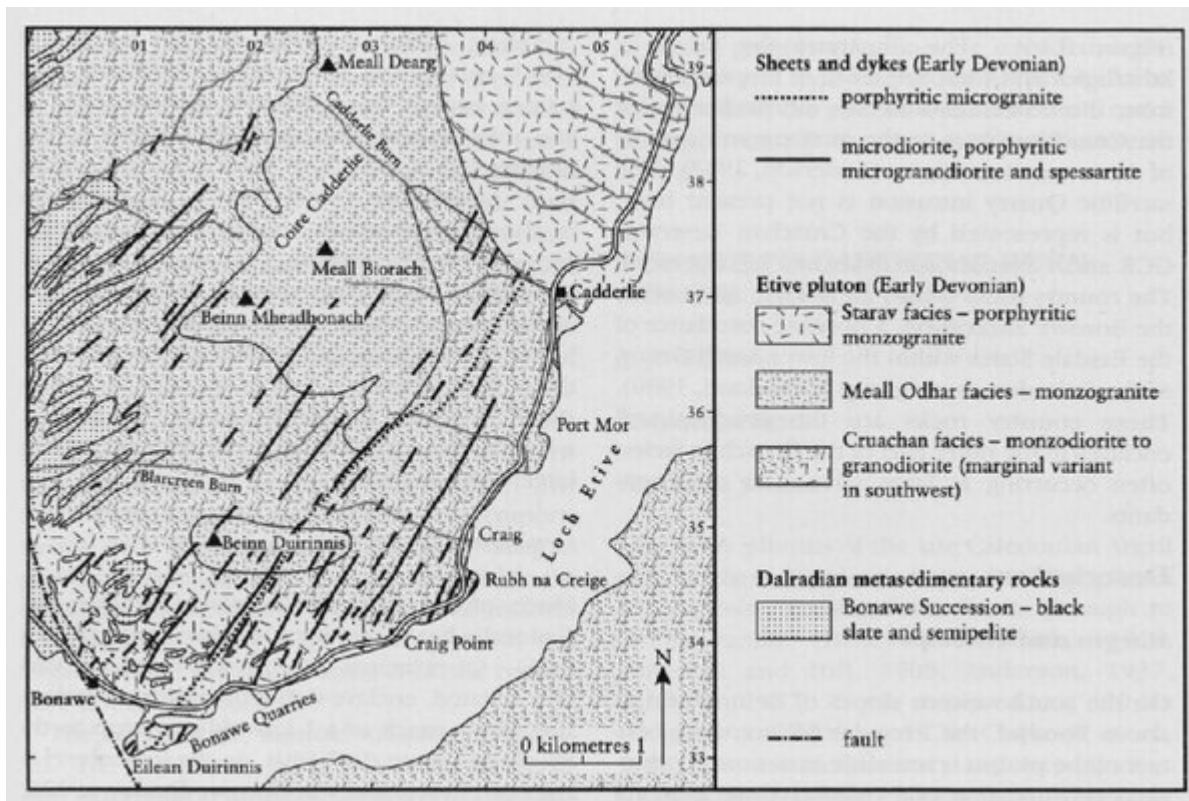 01
02
03
04
05
39
Meall Dearg
Cadderlie Burn
Coire Cadderlie
38
Meall Biorach
Cadderlie
37
Beinn Mheadhonach
36
Port Mor
Blarcreen Burn
Loch Etive
35
Craig
Beinn Duirinnis
Rubh na Creige
34
Craig Point
N
Bonawe
Bonawe Quarries
0 kilometres 1
33
Eilean Duirinnis
Sheets and dykes (Early Devonian)
porphyritic microgranite
microdiorite, porphyritic
microgranodiorite and spessartite
Etive pluton (Early Devonian)
Starav facies – porphyritic
monzogranite
Meall Odhar facies – monzogranite
Cruachan facies – monzodiorite to
granodiorite (marginal variant
in southwest)
Dalradian metasedimentary rocks
Bonawe Succession – black
slate and semipelite
fault